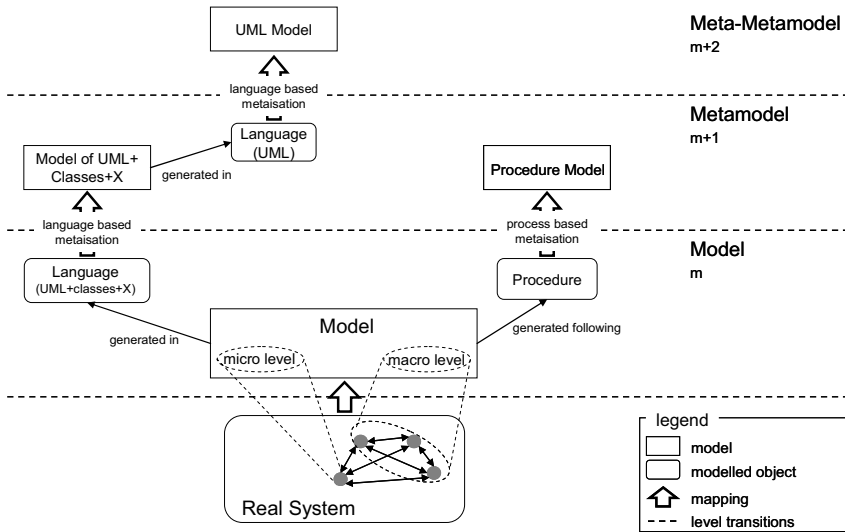 UML Model
Meta-Metamodel
m+2
language based
metaisation
Metamodel
m+1
Language
(UML)
Model of UML+
Classes+X
generated in
Procedure Model
language based
metaisation
process based
metaisation
Model
m
Language
(UML+classes+X)
Procedure
Model
generated in
generated following
micro level
macro level
Real System
legend
model
modelled object
mapping
level transitions